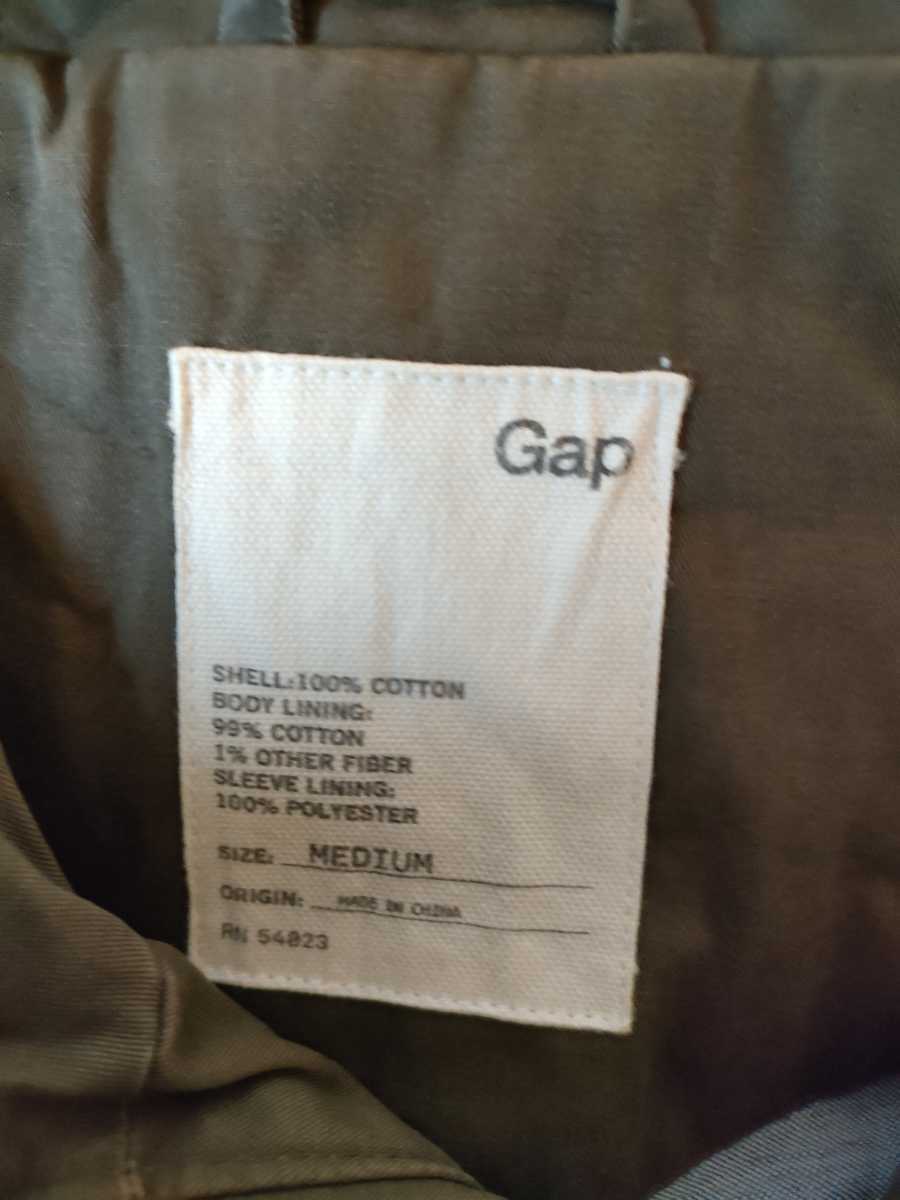 Gap
SHELL:100% COTTON
BODY LINING:
99% COTTON
1% OTHER FIBER
SLEEVE LINING:
100% POLYESTER
SIZE: MEDIUM
ORIGIN: MADE IN CHINA
RN 54023